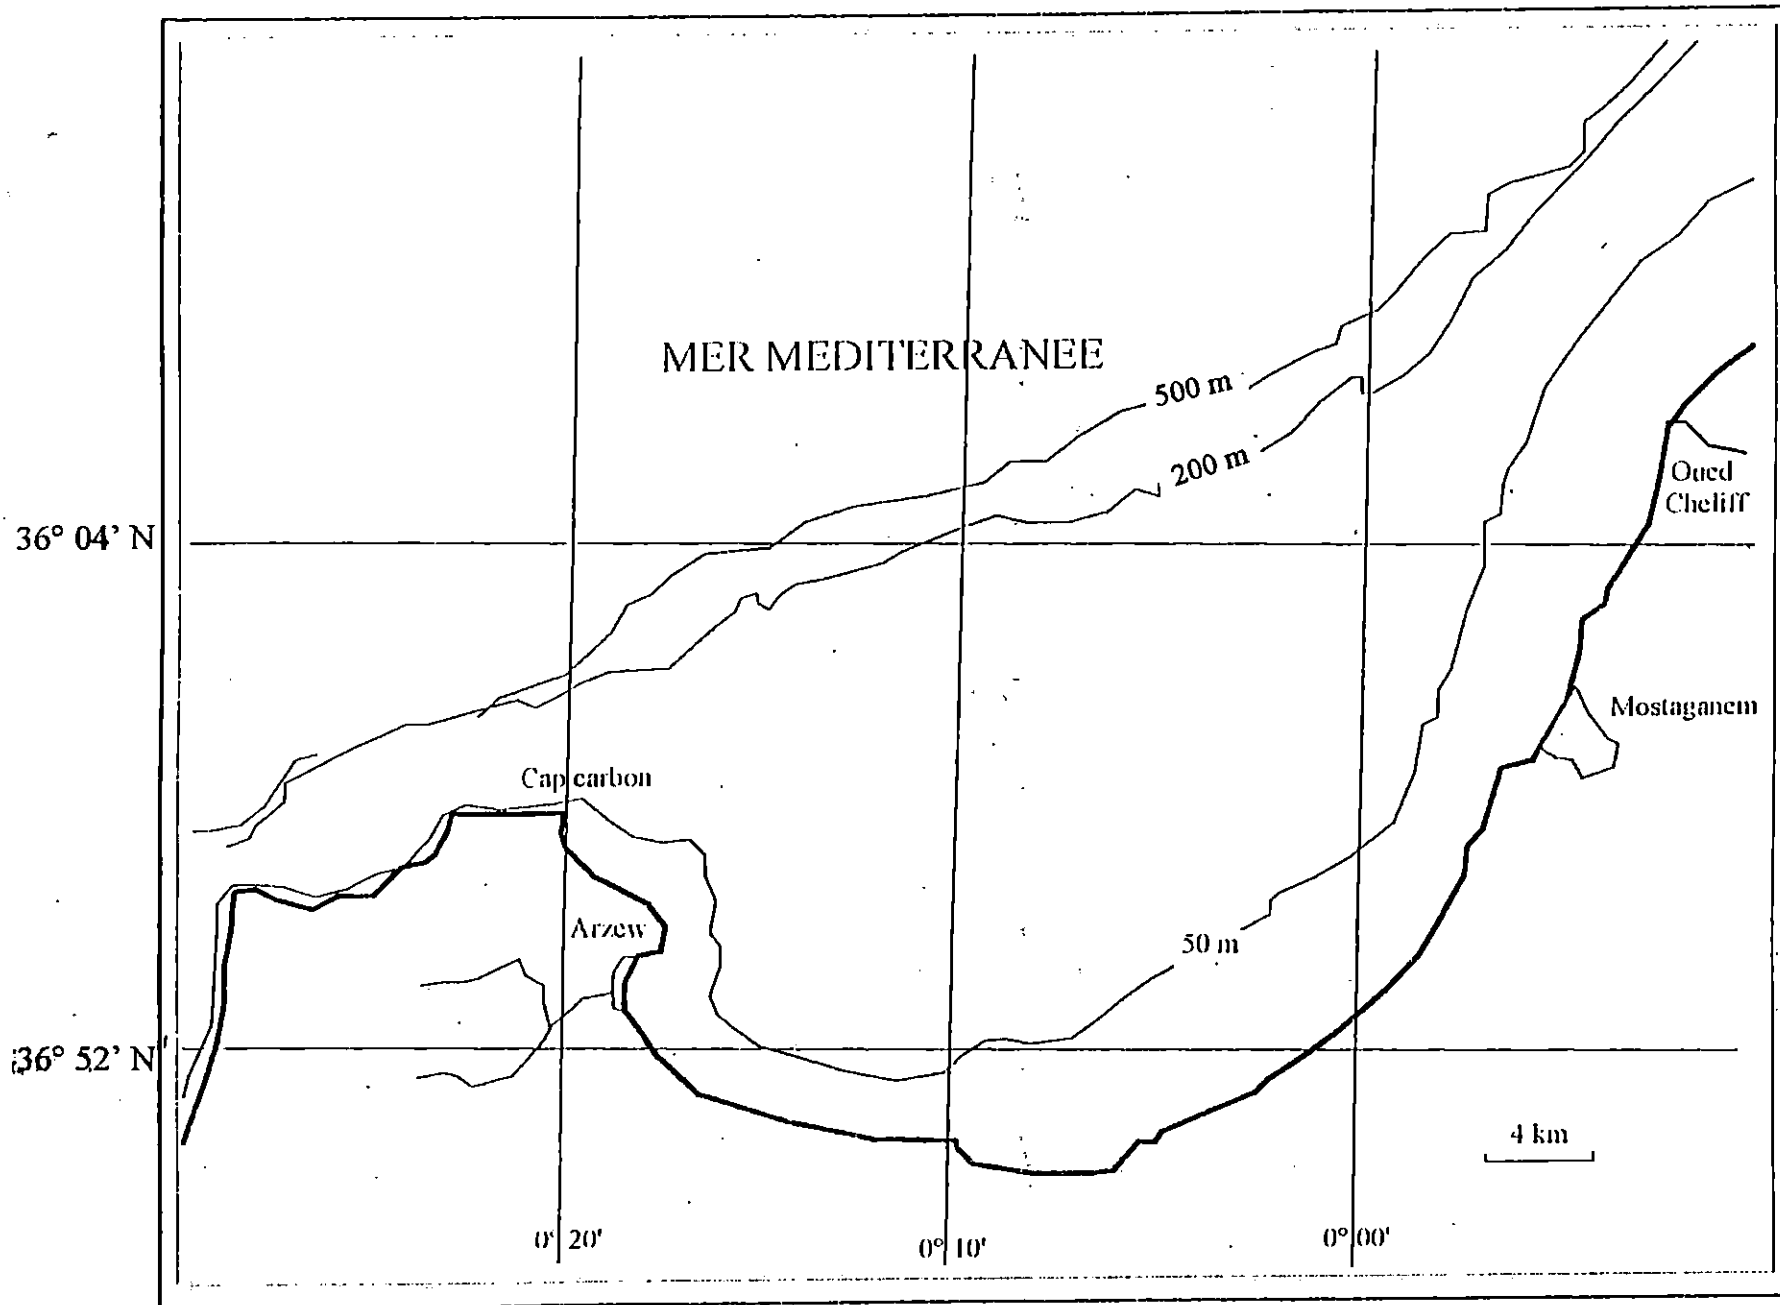 MER MEDITERRANEE
500 m
200 m
Oued
Cheliff
36° 04' N
Mostaganem
Cap carbon
Arzew
50 m
36° 52' N
4 km
0° 20'
0° 10'
0° 00'